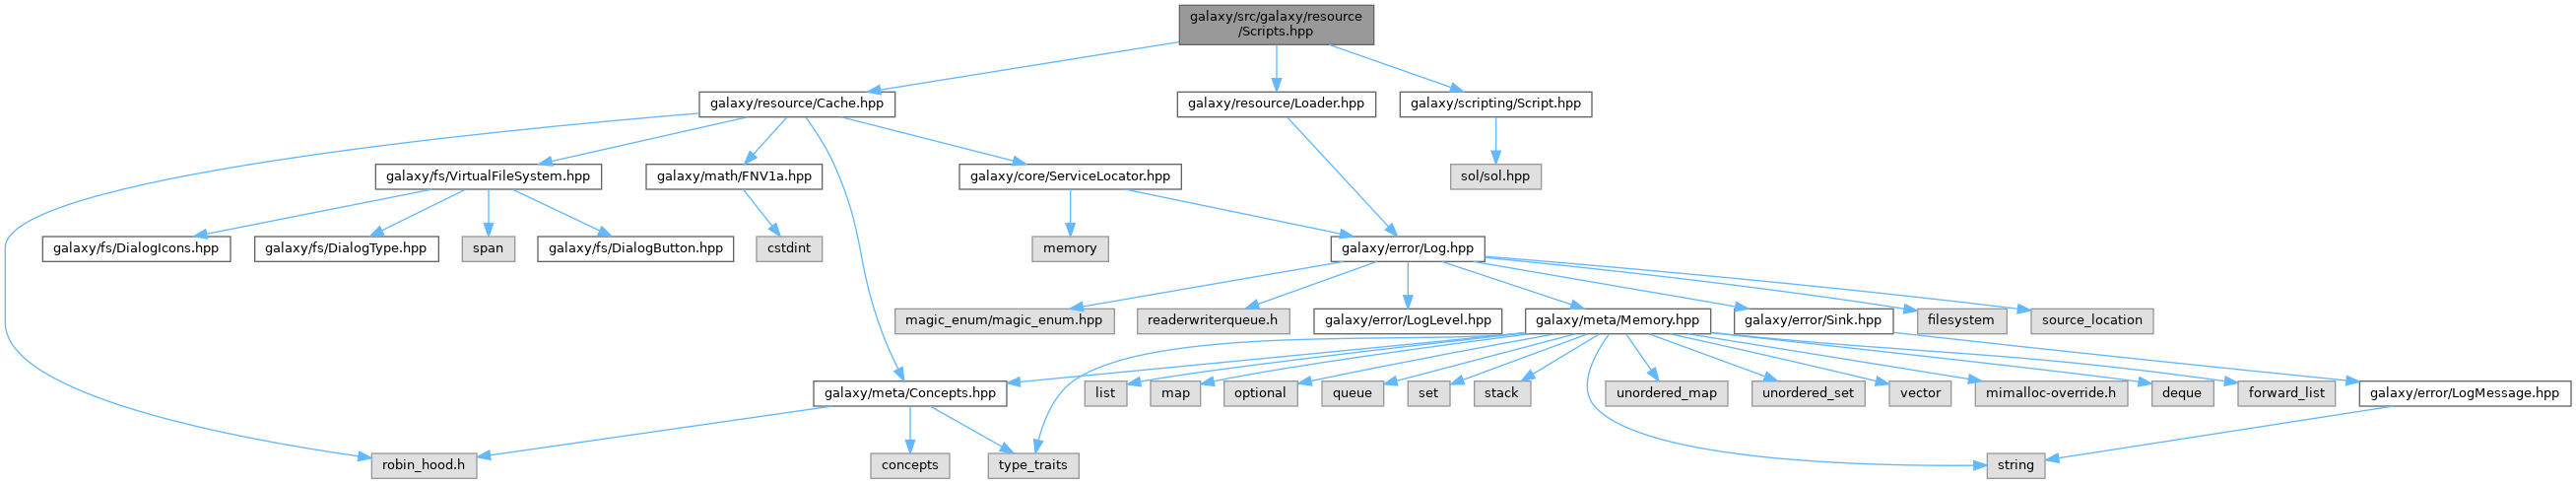 galaxy/src/galaxy/resource
/Scripts.hpp
galaxy/resource/Cache.hpp
galaxy/resource/Loader.hpp
galaxy/scripting/Script.hpp
galaxy/fs/VirtualFileSystem.hpp
galaxy/math/FNV1a.hpp
galaxy/core/ServiceLocator.hpp
sol/sol.hpp
galaxy/fs/DialogIcons.hpp
galaxy/fs/DialogType.hpp
span
galaxy/fs/DialogButton.hpp
cstdint
memory
galaxy/error/Log.hpp
magic_enum/magic_enum.hpp
readerwriterqueue.h
galaxy/error/LogLevel.hpp
galaxy/meta/Memory.hpp
galaxy/error/Sink.hpp
filesystem
source_location
galaxy/meta/Concepts.hpp
list
map
optional
queue
set
stack
unordered_map
unordered_set
vector
mimalloc-override.h
deque
forward_list
galaxy/error/LogMessage.hpp
robin_hood.h
concepts
type_traits
string